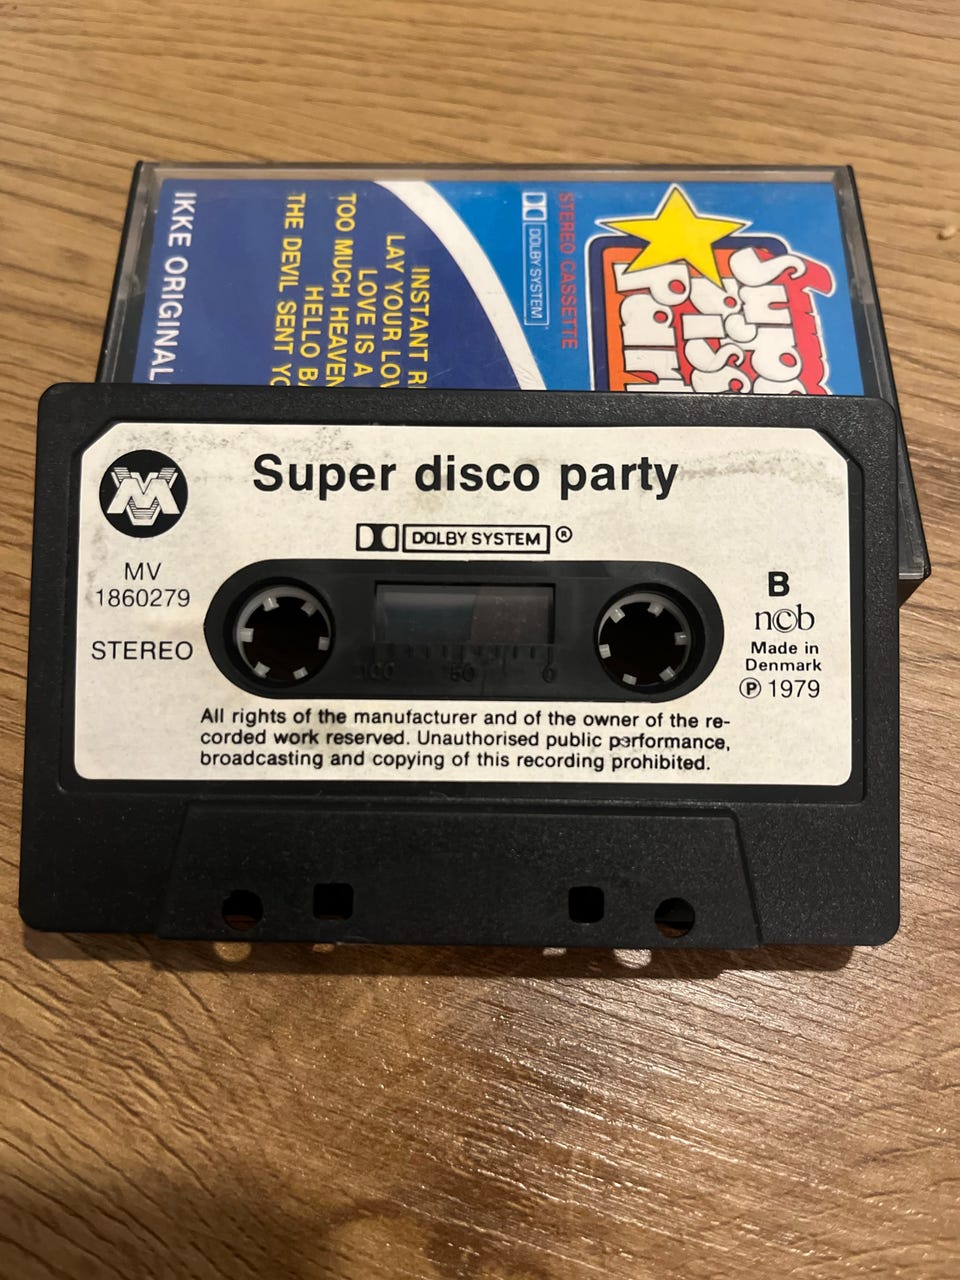 Super disco party
DOLBY SYSTEM ®
MV
1860279
STEREO
B
ncb
Made in
Denmark
Ⓟ 1979
100 50 0
All rights of the manufacturer and of the owner of the re-
corded work reserved. Unauthorised public performance,
broadcasting and copying of this recording prohibited.
STEREO CASSETTE
DOLBY SYSTEM
INSTANT
LAY YOUR
LOVE IS A
TOO MUCH HEAVEN
HELLO
THE DEVIL SENT
IKKE ORIGINAL